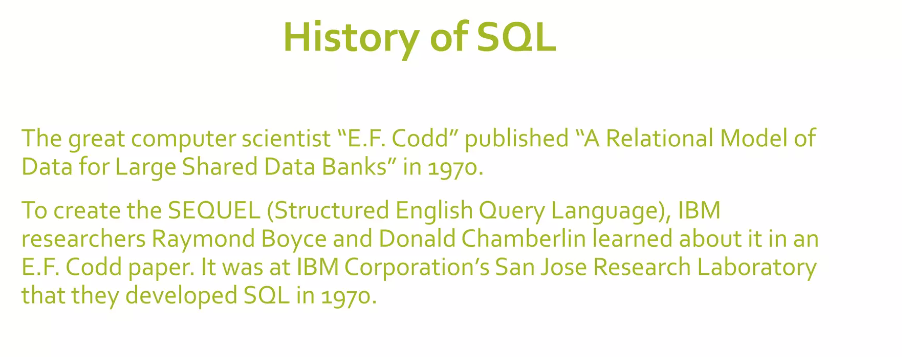 History of SQL
The great computer scientist “E.F. Codd” published “A Relational Model of
Data for Large Shared Data Banks” in 1970.
To create the SEQUEL (Structured English Query Language), IBM
researchers Raymond Boyce and Donald Chamberlin learned about it in an
E.F. Codd paper. It was at IBM Corporation’s San Jose Research Laboratory
that they developed SQL in 1970.